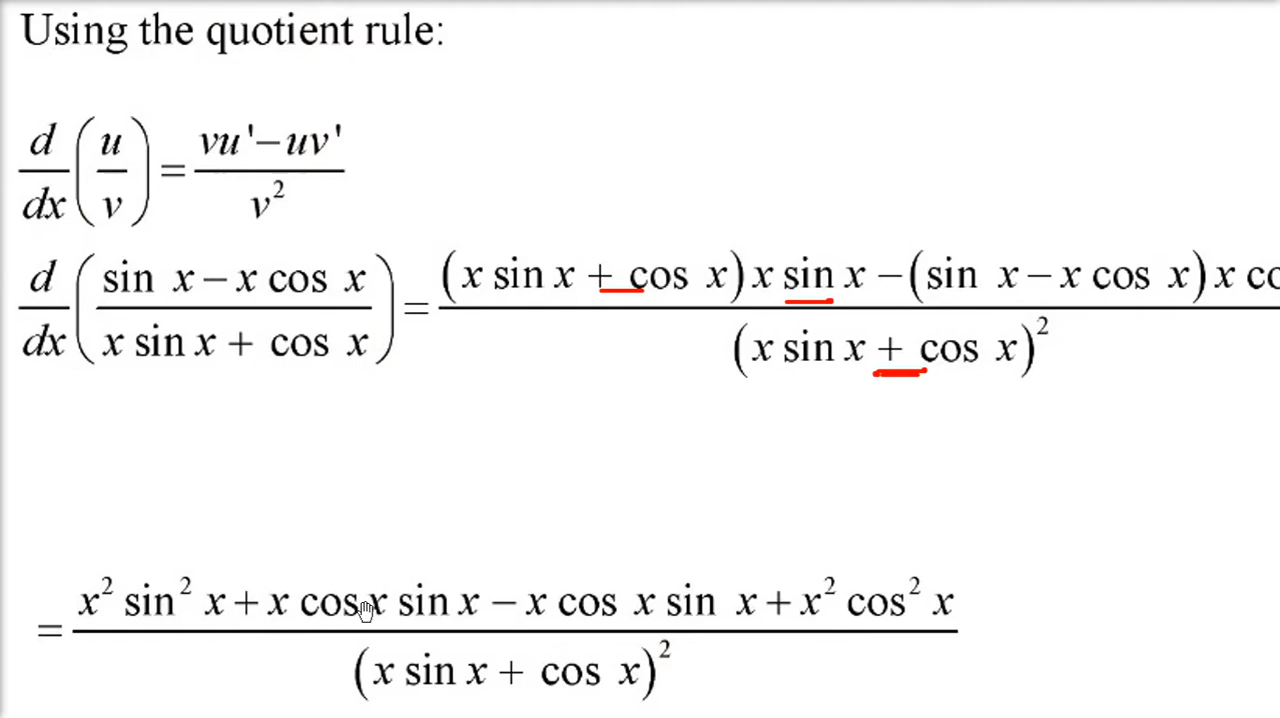 Using the quotient rule:
d/dx (u/v) = (vu'−uv')/v²
d/dx ((sin x − x cos x)/(x sin x + cos x)) = ((x sin x + cos x) x sin x − (sin x − x cos x) x co/(x sin x + cos x)²
= (x² sin² x + x cos x sin x − x cos x sin x + x² cos² x)/(x sin x + cos x)²